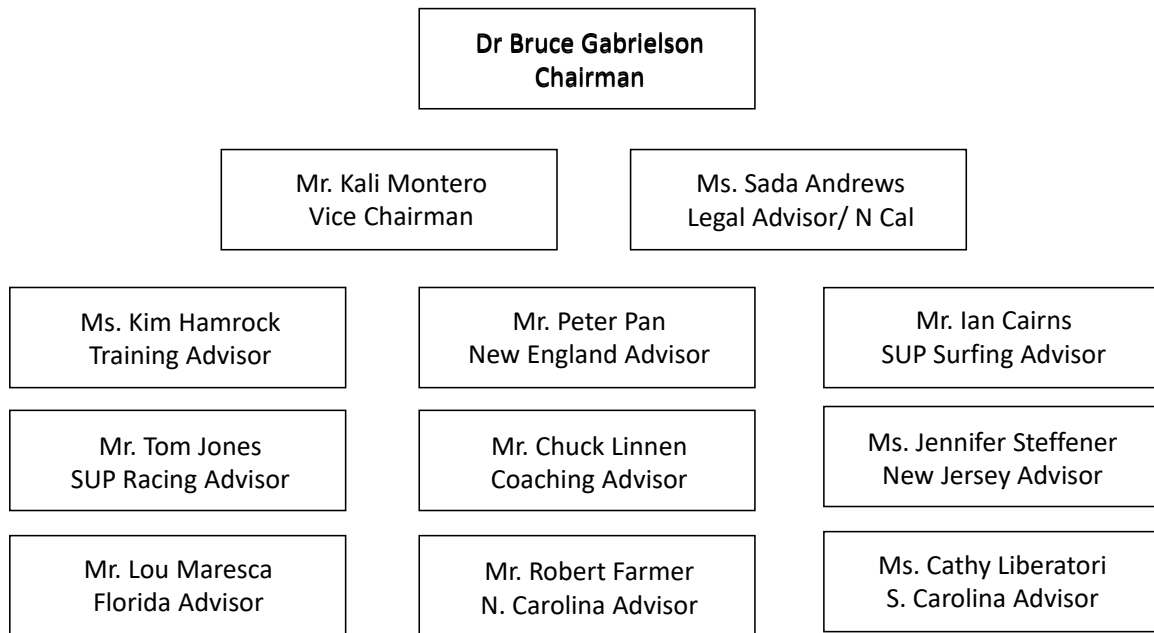 Dr Bruce Gabrielson
Chairman
Mr. Kali Montero
Vice Chairman
Ms. Sada Andrews
Legal Advisor/ N Cal
Ms. Kim Hamrock
Training Advisor
Mr. Peter Pan
New England Advisor
Mr. Ian Cairns
SUP Surfing Advisor
Mr. Tom Jones
SUP Racing Advisor
Mr. Chuck Linnen
Coaching Advisor
Ms. Jennifer Steffener
New Jersey Advisor
Mr. Lou Maresca
Florida Advisor
Mr. Robert Farmer
N. Carolina Advisor
Ms. Cathy Liberatori
S. Carolina Advisor